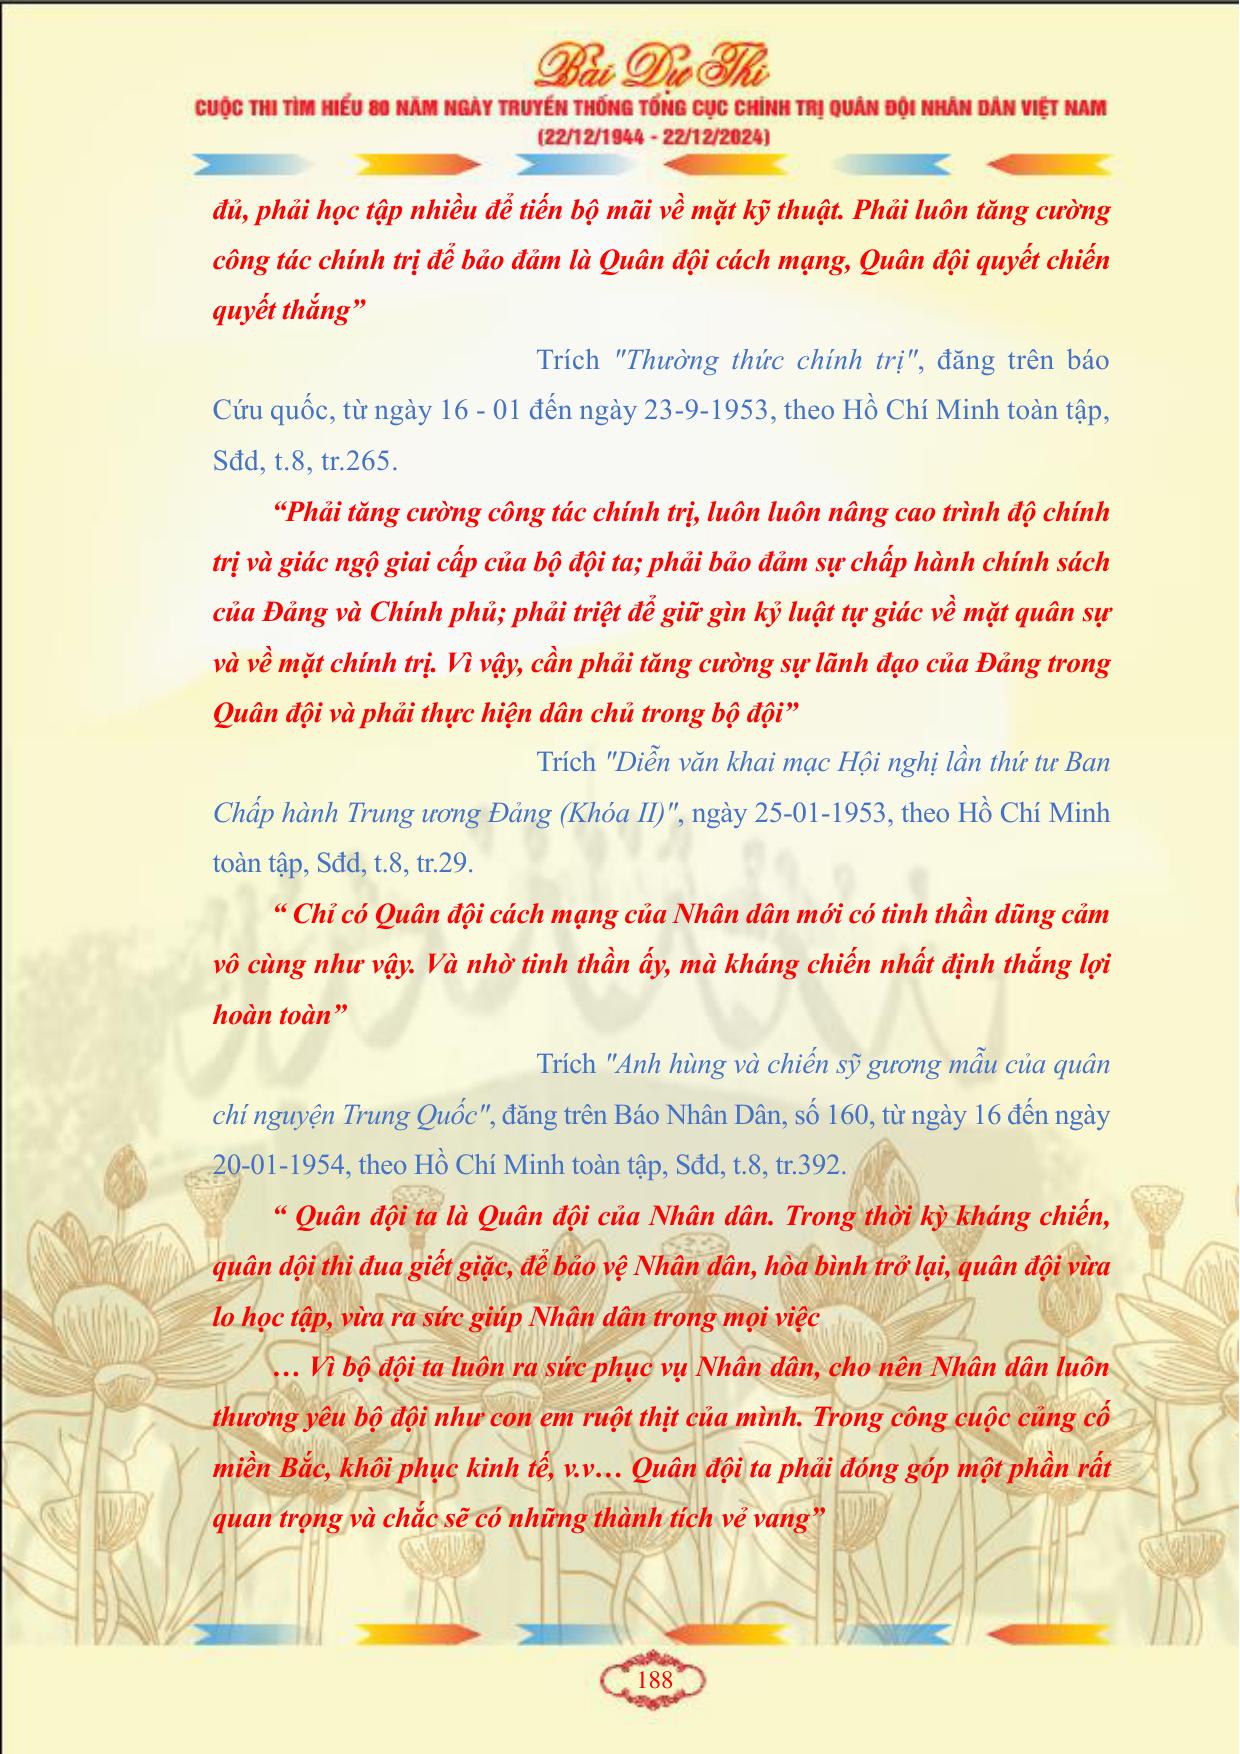 Bài Dự Thi
CUỘC THI TÌM HIỂU 80 NĂM NGÀY TRUYỀN THỐNG TỔNG CỤC CHÍNH TRỊ QUÂN ĐỘI NHÂN DÂN VIỆT NAM
(22/12/1944 - 22/12/2024)
đủ, phải học tập nhiều để tiến bộ mãi về mặt kỹ thuật. Phải luôn tăng cường
công tác chính trị để bảo đảm là Quân đội cách mạng, Quân đội quyết chiến
quyết thắng”
Trích "Thường thức chính trị", đăng trên báo
Cứu quốc, từ ngày 16 - 01 đến ngày 23-9-1953, theo Hồ Chí Minh toàn tập,
Sđd, t.8, tr.265.
“Phải tăng cường công tác chính trị, luôn luôn nâng cao trình độ chính
trị và giác ngộ giai cấp của bộ đội ta; phải bảo đảm sự chấp hành chính sách
của Đảng và Chính phủ; phải triệt để giữ gìn kỷ luật tự giác về mặt quân sự
và về mặt chính trị. Vì vậy, cần phải tăng cường sự lãnh đạo của Đảng trong
Quân đội và phải thực hiện dân chủ trong bộ đội”
Trích "Diễn văn khai mạc Hội nghị lần thứ tư Ban
Chấp hành Trung ương Đảng (Khóa II)", ngày 25-01-1953, theo Hồ Chí Minh
toàn tập, Sđd, t.8, tr.29.
“ Chỉ có Quân đội cách mạng của Nhân dân mới có tinh thần dũng cảm
vô cùng như vậy. Và nhờ tinh thần ấy, mà kháng chiến nhất định thắng lợi
hoàn toàn”
Trích "Anh hùng và chiến sỹ gương mẫu của quân
chí nguyện Trung Quốc", đăng trên Báo Nhân Dân, số 160, từ ngày 16 đến ngày
20-01-1954, theo Hồ Chí Minh toàn tập, Sđd, t.8, tr.392.
“ Quân đội ta là Quân đội của Nhân dân. Trong thời kỳ kháng chiến,
quân dội thi đua giết giặc, để bảo vệ Nhân dân, hòa bình trở lại, quân đội vừa
lo học tập, vừa ra sức giúp Nhân dân trong mọi việc
… Vì bộ đội ta luôn ra sức phục vụ Nhân dân, cho nên Nhân dân luôn
thương yêu bộ đội như con em ruột thịt của mình. Trong công cuộc củng cố
miền Bắc, khôi phục kinh tế, v.v… Quân đội ta phải đóng góp một phần rất
quan trọng và chắc sẽ có những thành tích vẻ vang”
188